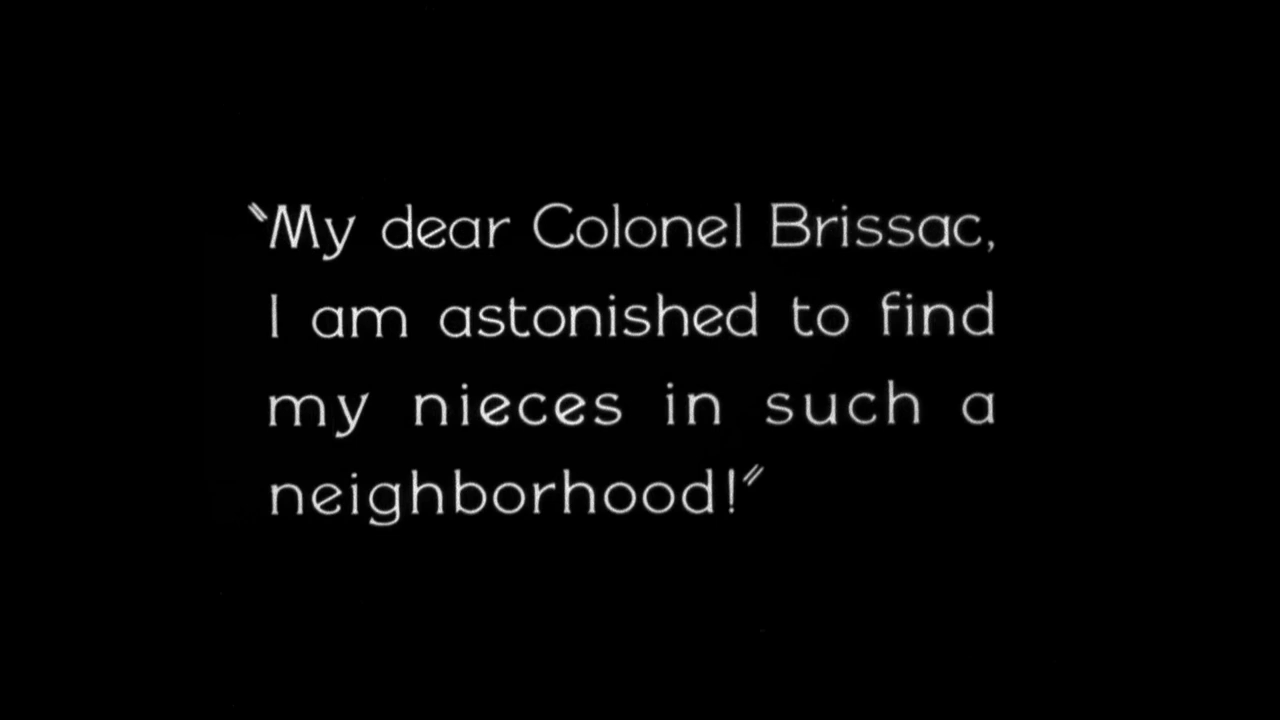 "My dear Colonel Brissac,
I am astonished to find
my nieces in such a
neighborhood!"